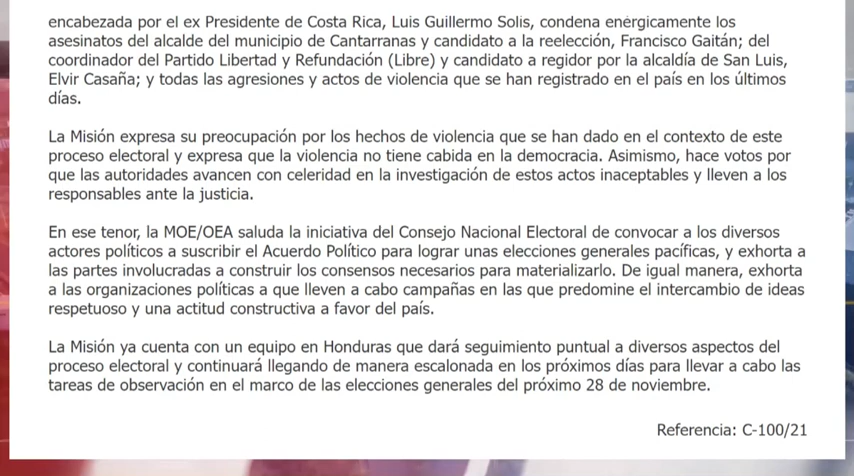 encabezada por el ex Presidente de Costa Rica, Luis Guillermo Solis, condena enérgicamente los
asesinatos del alcalde del municipio de Cantarranas y candidato a la reelección, Francisco Gaitán; del
coordinador del Partido Libertad y Refundación (Libre) y candidato a regidor por la alcaldía de San Luis,
Elvir Casaña; y todas las agresiones y actos de violencia que se han registrado en el país en los últimos
días.
La Misión expresa su preocupación por los hechos de violencia que se han dado en el contexto de este
proceso electoral y expresa que la violencia no tiene cabida en la democracia. Asimismo, hace votos por
que las autoridades avancen con celeridad en la investigación de estos actos inaceptables y lleven a los
responsables ante la justicia.
En ese tenor, la MOE/OEA saluda la iniciativa del Consejo Nacional Electoral de convocar a los diversos
actores políticos a suscribir el Acuerdo Político para lograr unas elecciones generales pacíficas, y exhorta a
las partes involucradas a construir los consensos necesarios para materializarlo. De igual manera, exhorta
a las organizaciones políticas a que lleven a cabo campañas en las que predomine el intercambio de ideas
respetuoso y una actitud constructiva a favor del país.
La Misión ya cuenta con un equipo en Honduras que dará seguimiento puntual a diversos aspectos del
proceso electoral y continuará llegando de manera escalonada en los próximos días para llevar a cabo las
tareas de observación en el marco de las elecciones generales del próximo 28 de noviembre.
Referencia: C-100/21